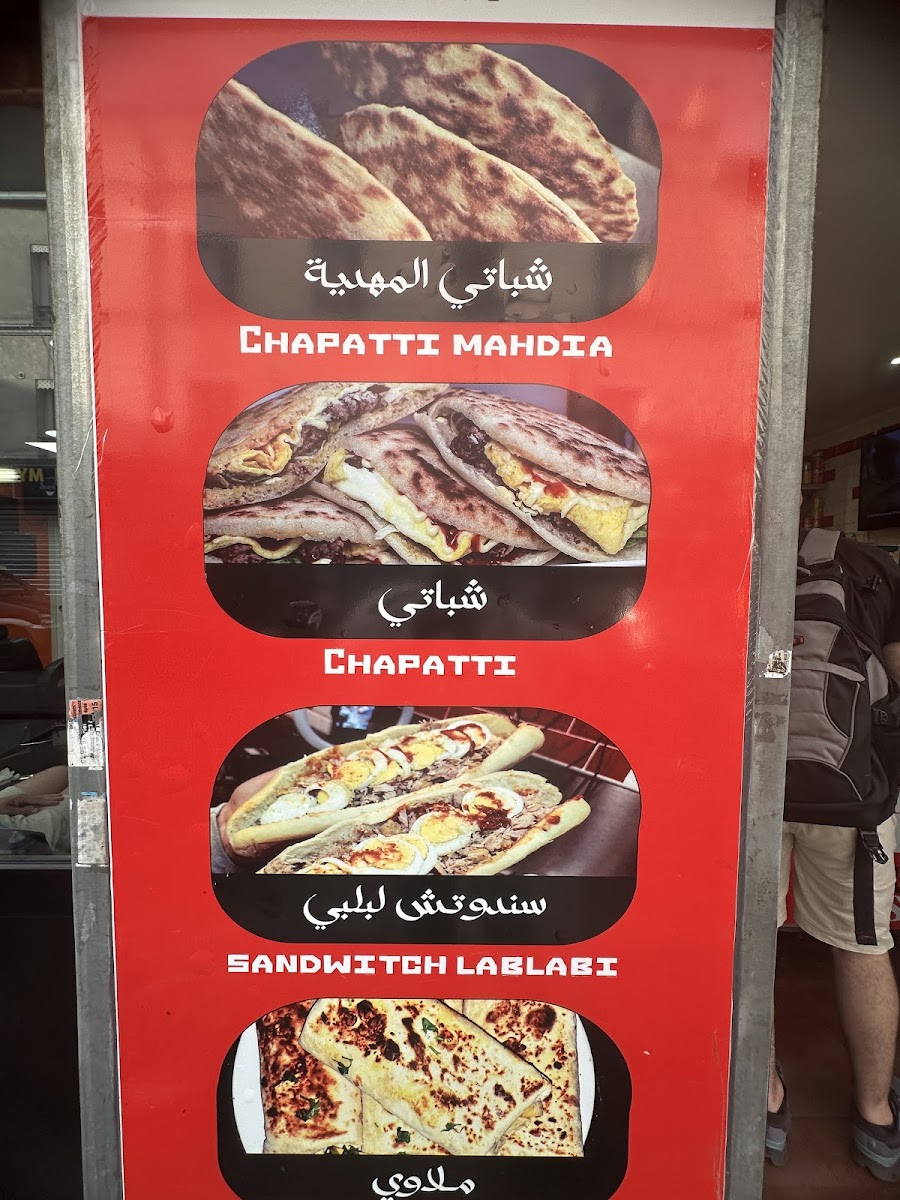 شباتي المهدية
CHAPATTI MAHDIA
شباتي
CHAPATTI
سندوتش لبلبي
SANDWITCH LABLABI
ملاوي